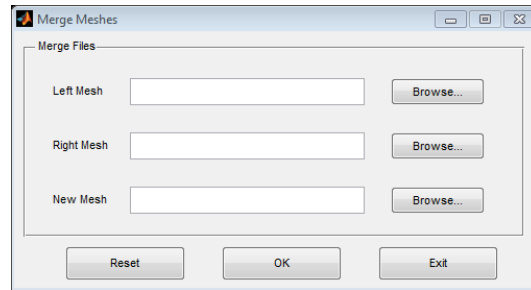 Merge Meshes
Merge Files
Left Mesh Browse...
Right Mesh Browse...
New Mesh Browse...
Reset OK Exit